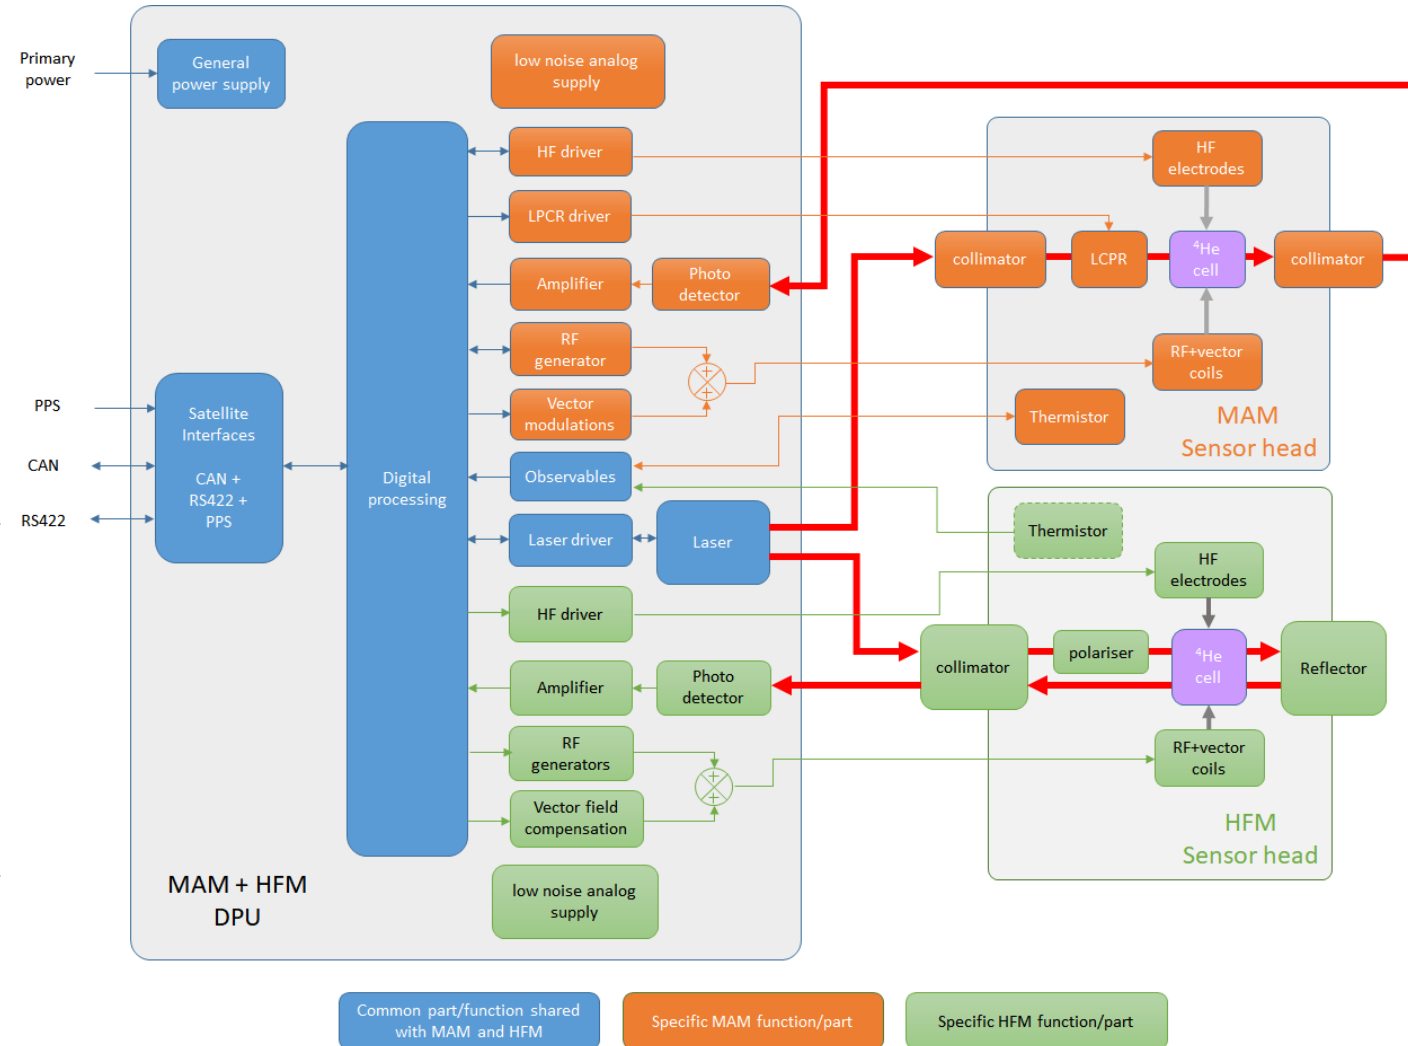 Primary
power
General
power supply
low noise analog
supply
HF driver
LPCR driver
Amplifier
Photo
detector
RF
generator
Vector
modulations
Observables
Laser driver
Laser
HF driver
Amplifier
Photo
detector
RF
generators
Vector field
compensation
low noise analog
supply
Digital
processing
PPS
CAN
RS422
Satellite
Interfaces
CAN +
RS422 +
PPS
MAM + HFM
DPU
HF
electrodes
collimator
LCPR
⁴He
cell
collimator
RF+vector
coils
Thermistor
MAM
Sensor head
Thermistor
HF
electrodes
collimator
polariser
⁴He
cell
Reflector
RF+vector
coils
HFM
Sensor head
Common part/function shared
with MAM and HFM
Specific MAM function/part
Specific HFM function/part